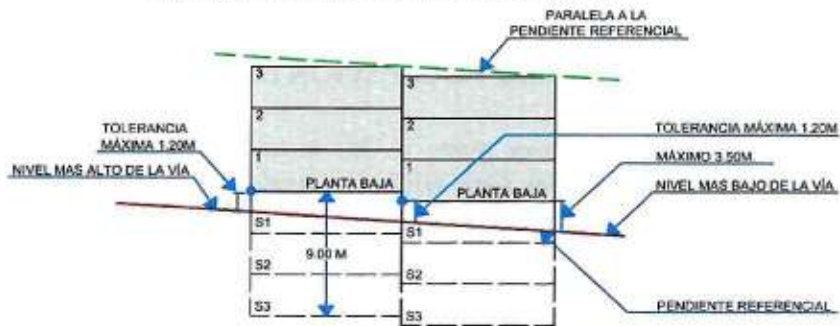 PARALELA A LA
PENDIENTE REFERENCIAL
3
3
2
2
TOLERANCIA
MÁXIMA 1.20M
TOLERANCIA MÁXIMA 1.20M
1
1
MÁXIMO 3.50M
NIVEL MAS ALTO DE LA VÍA
PLANTA BAJA
PLANTA BAJA
NIVEL MAS BAJO DE LA VÍA
S1
S1
9.00 M
S2
S2
S3
S3
PENDIENTE REFERENCIAL